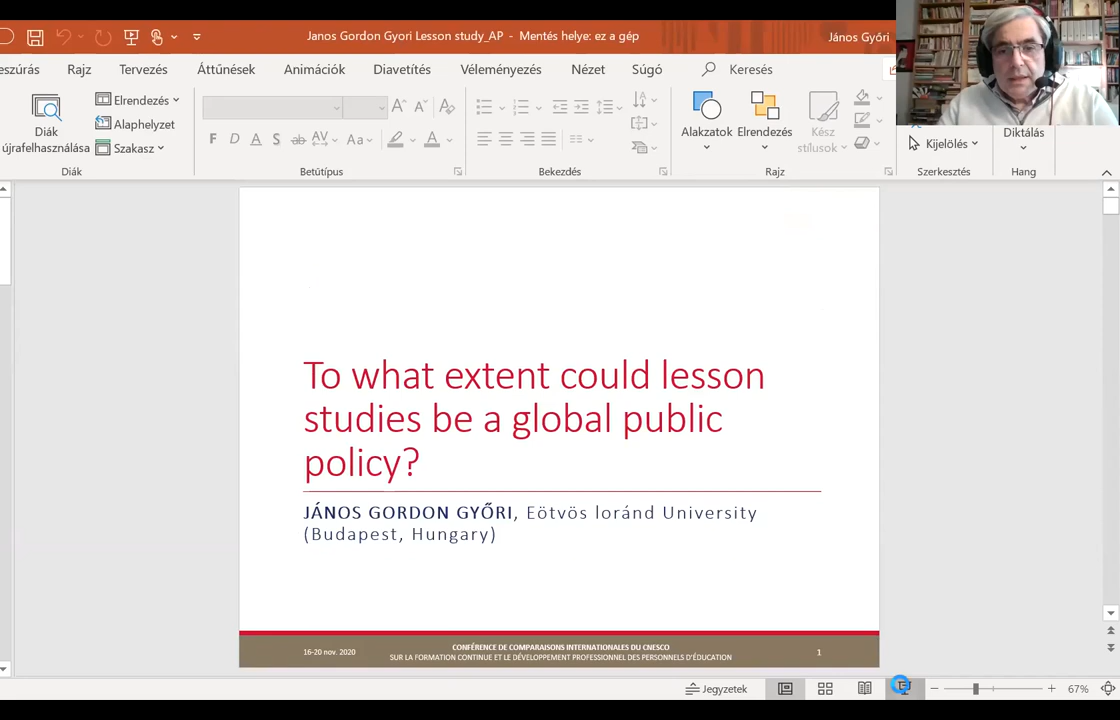 Janos Gordon Gyori Lesson study_AP - Mentés helye: ez a gép
János Győri
eszúrás Rajz Tervezés Áttűnések Animációk Diavetítés Véleményezés Nézet Súgó Keresés
Diák
újrafelhasználása
Elrendezés
Alaphelyzet
Szakasz
Diák
F D A S ab AV Aa A
Betűtípus
Bekezdés
Alakzatok
Elrendezés
Kész
stílusok
Rajz
Kijelölés
Szerkesztés
Diktálás
Hang
To what extent could lesson
studies be a global public
policy?
JÁNOS GORDON GYŐRI, Eötvös loránd University
(Budapest, Hungary)
16-20 nov. 2020
CONFÉRENCE DE COMPARAISONS INTERNATIONALES DU CNESCO
SUR LA FORMATION CONTINUE ET LE DÉVELOPPEMENT PROFESSIONNEL DES PERSONNELS D'ÉDUCATION
1
Jegyzetek
67%